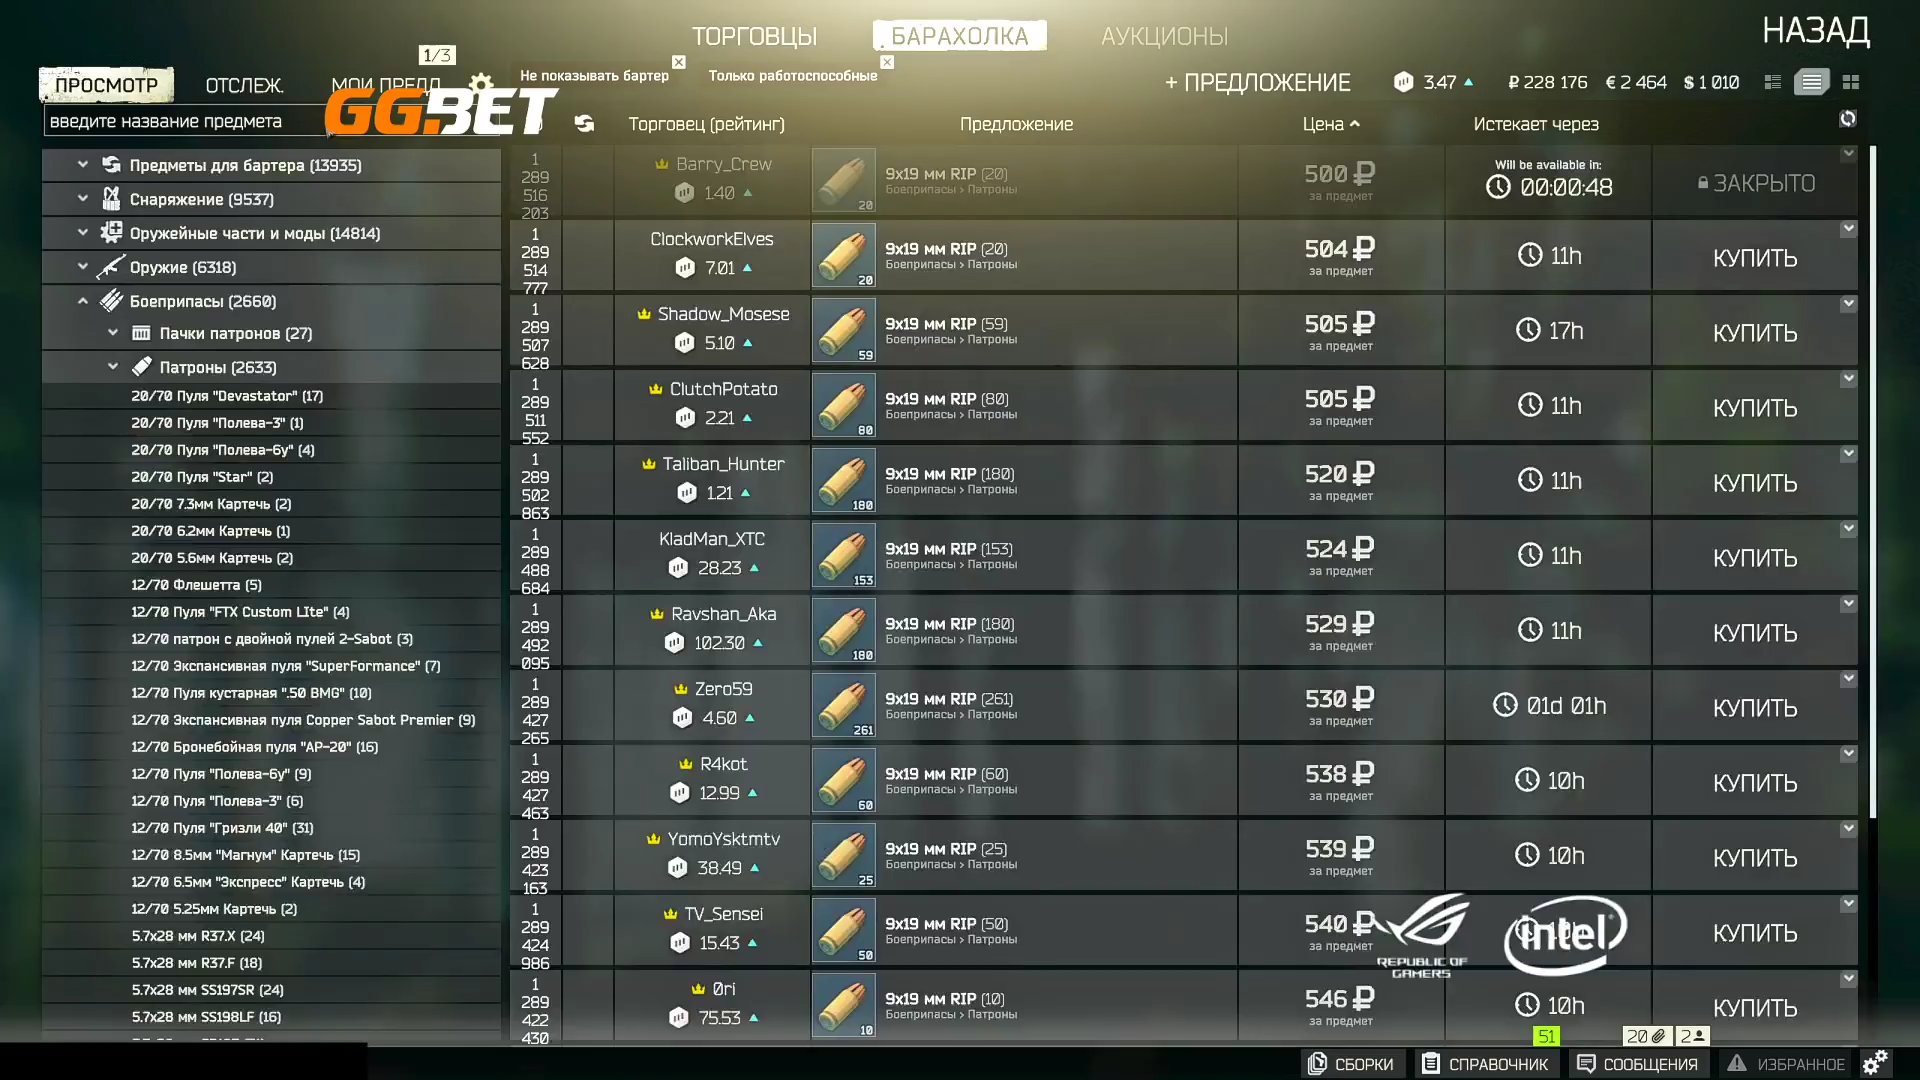 ТОРГОВЦЫ
БАРАХОЛКА
АУКЦИОНЫ
НАЗАД
1/3
ПРОСМОТР
ОТСЛЕЖ.
МОИ ПРЕДЛ
Не показывать бартер
Только работоспособные
+ ПРЕДЛОЖЕНИЕ
3.47
₽ 228 176
€ 2 464
$ 1 010
введите название предмета
GG.BET
Торговец (рейтинг)
Предложение
Цена
Истекает через
Предметы для бартера (13935)
Снаряжение (9537)
Оружейные части и моды (14814)
Оружие (6318)
Боеприпасы (2660)
Пачки патронов (27)
Патроны (2633)
20/70 Пуля "Devastator" (17)
20/70 Пуля "Полева-3" (1)
20/70 Пуля "Полева-6у" (4)
20/70 Пуля "Star" (2)
20/70 7.3мм Картечь (2)
20/70 6.2мм Картечь (1)
20/70 5.6мм Картечь (2)
12/70 Флешетта (5)
12/70 Пуля "FTX Custom LIte" (4)
12/70 патрон с двойной пулей 2-Sabot (3)
12/70 Экспансивная пуля "SuperFormance" (7)
12/70 Пуля кустарная ".50 BMG" (10)
12/70 Экспансивная пуля Copper Sabot Premier (9)
12/70 Бронебойная пуля "AP-20" (16)
12/70 Пуля "Полева-6у" (9)
12/70 Пуля "Полева-3" (6)
12/70 Пуля "Гризли 40" (31)
12/70 8.5мм "Магнум" Картечь (15)
12/70 6.5мм "Экспресс" Картечь (4)
12/70 5.25мм Картечь (2)
5.7x28 мм R37.X (24)
5.7x28 мм R37.F (18)
5.7x28 мм SS197SR (24)
5.7x28 мм SS198LF (16)
1 289 516 203
Barry_Crew
1.40
20
9x19 мм RIP (20)
Боеприпасы > Патроны
500 ₽
за предмет
Will be available in:
00:00:48
ЗАКРЫТО
1 289 514 777
ClockworkElves
7.01
20
9x19 мм RIP (20)
Боеприпасы > Патроны
504 ₽
за предмет
11h
КУПИТЬ
1 289 507 628
Shadow_Mosese
5.10
59
9x19 мм RIP (59)
Боеприпасы > Патроны
505 ₽
за предмет
17h
КУПИТЬ
1 289 511 552
ClutchPotato
2.21
80
9x19 мм RIP (80)
Боеприпасы > Патроны
505 ₽
за предмет
11h
КУПИТЬ
1 289 502 863
Taliban_Hunter
1.21
180
9x19 мм RIP (180)
Боеприпасы > Патроны
520 ₽
за предмет
11h
КУПИТЬ
1 289 488 684
KladMan_XTC
28.23
153
9x19 мм RIP (153)
Боеприпасы > Патроны
524 ₽
за предмет
11h
КУПИТЬ
1 289 492 095
Ravshan_Aka
102.30
180
9x19 мм RIP (180)
Боеприпасы > Патроны
529 ₽
за предмет
11h
КУПИТЬ
1 289 427 265
Zero59
4.60
261
9x19 мм RIP (261)
Боеприпасы > Патроны
530 ₽
за предмет
01d 01h
КУПИТЬ
1 289 427 463
R4kot
12.99
60
9x19 мм RIP (60)
Боеприпасы > Патроны
538 ₽
за предмет
10h
КУПИТЬ
1 289 423 163
YomoYsktmtv
38.49
25
9x19 мм RIP (25)
Боеприпасы > Патроны
539 ₽
за предмет
10h
КУПИТЬ
1 289 424 986
TV_Sensei
15.43
50
9x19 мм RIP (50)
Боеприпасы > Патроны
540 ₽
за предмет
КУПИТЬ
REPUBLIC OF
GAMERS
intel
1 289 422 430
0ri
75.53
10
9x19 мм RIP (10)
Боеприпасы > Патроны
546 ₽
за предмет
10h
КУПИТЬ
51
20
2
СБОРКИ
СПРАВОЧНИК
СООБЩЕНИЯ
ИЗБРАННОЕ